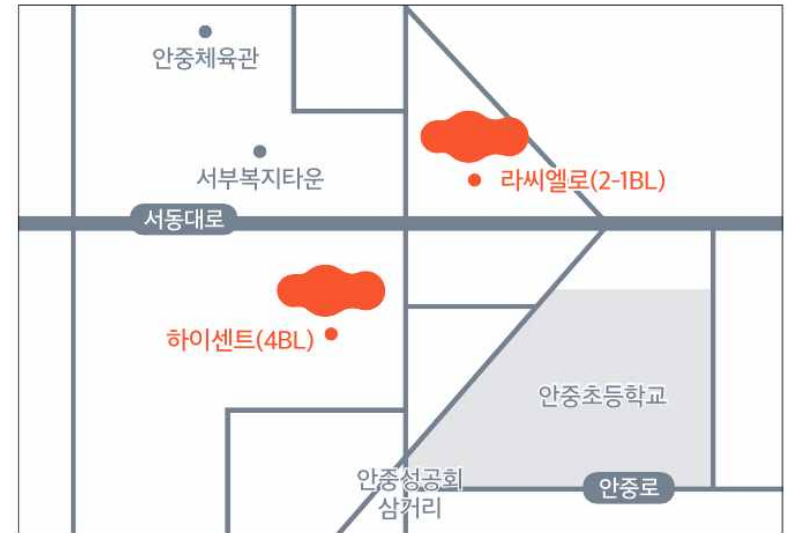 안중체육관
서부복지타운
라씨엘로(2-1BL)
서동대로
하이센트(4BL)
안중초등학교
안중성공회
삼거리
안중로